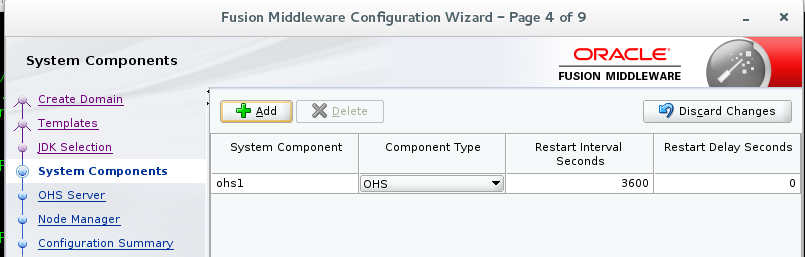 Fusion Middleware Configuration Wizard – Page 4 of 9
System Components
ORACLE
FUSION MIDDLEWARE
Create Domain
Templates
JDK Selection
System Components
OHS Server
Node Manager
Configuration Summary
Add
Delete
Discard Changes
System Component Component Type Restart Interval Seconds Restart Delay Seconds
ohs1 OHS 3600 0